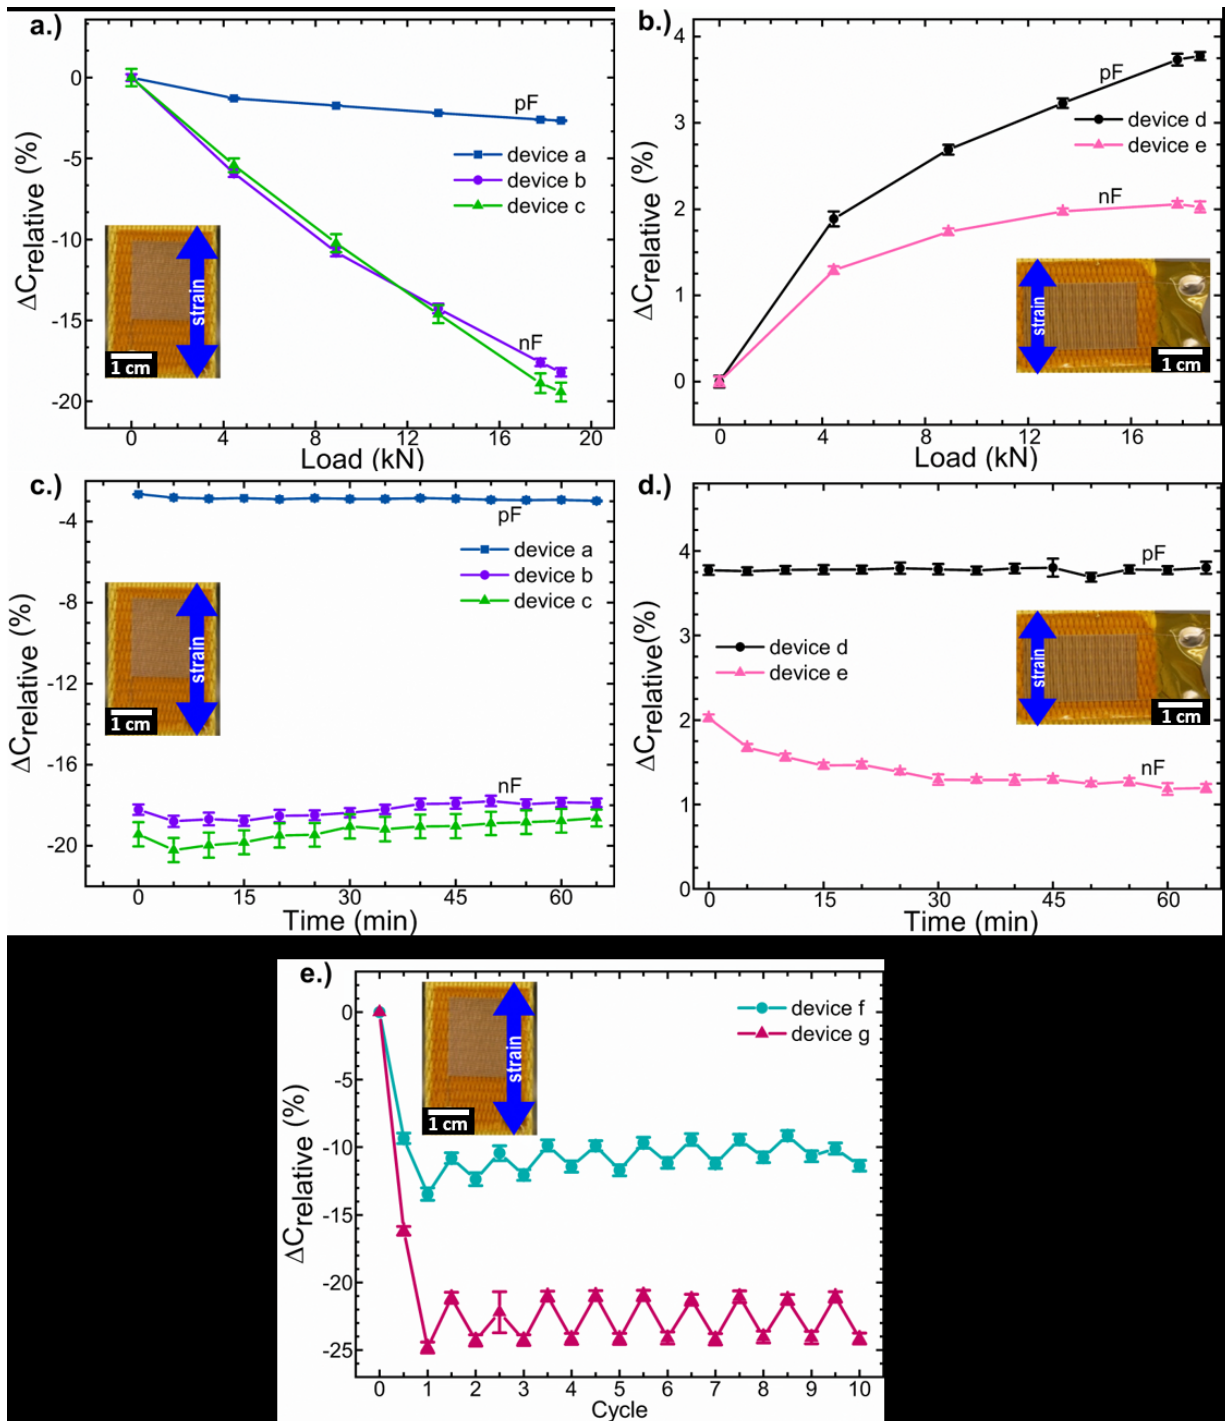 a.)
0
-5
-10
-15
-20
ΔCrelative (%)
pF
device a
device b
device c
strain
nF
1 cm
0 4 8 12 16 20
Load (kN)
b.)
4
3
2
1
0
ΔCrelative (%)
pF
device d
device e
nF
strain
1 cm
0 4 8 12 16
Load (kN)
c.)
-4
-8
-12
-16
-20
ΔCrelative (%)
pF
device a
device b
device c
strain
1 cm
nF
0 15 30 45 60
Time (min)
d.)
4
3
2
1
0
ΔCrelative(%)
pF
device d
device e
strain
1 cm
nF
0 15 30 45 60
Time (min)
e.)
0
-5
-10
-15
-20
-25
ΔCrelative (%)
device f
device g
strain
1 cm
0 1 2 3 4 5 6 7 8 9 10
Cycle